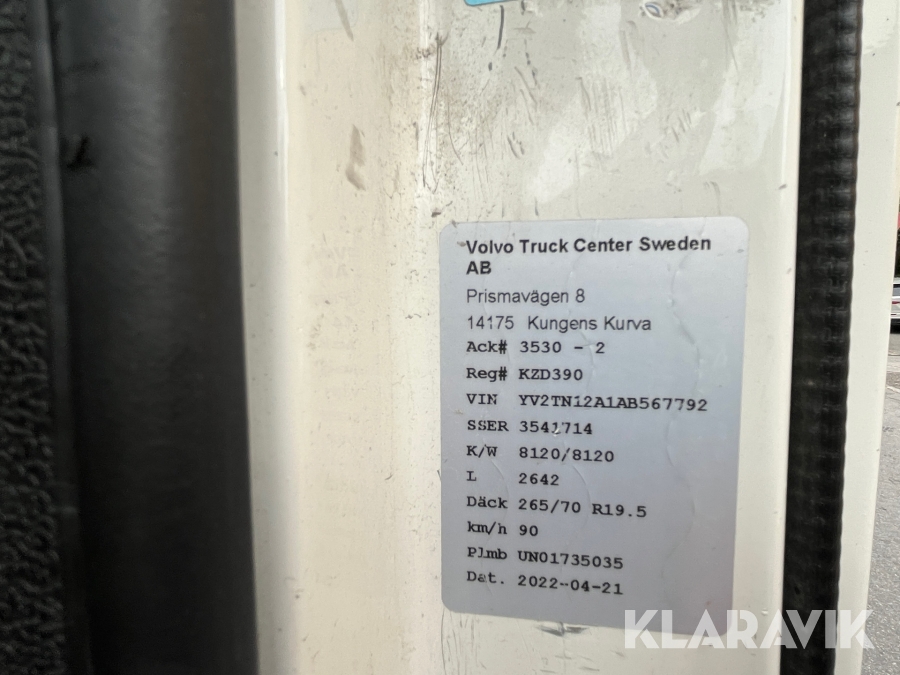 Volvo Truck Center Sweden
AB
Prismavägen 8
14175 Kungens Kurva
Ack# 3530 - 2
Reg# KZD390
VIN YV2TN12A1AB567792
SSER 3541714
K/W 8120/8120
L 2642
Däck 265/70 R19.5
km/h 90
Plmb UN01735035
Dat. 2022-04-21
KLARAVIK